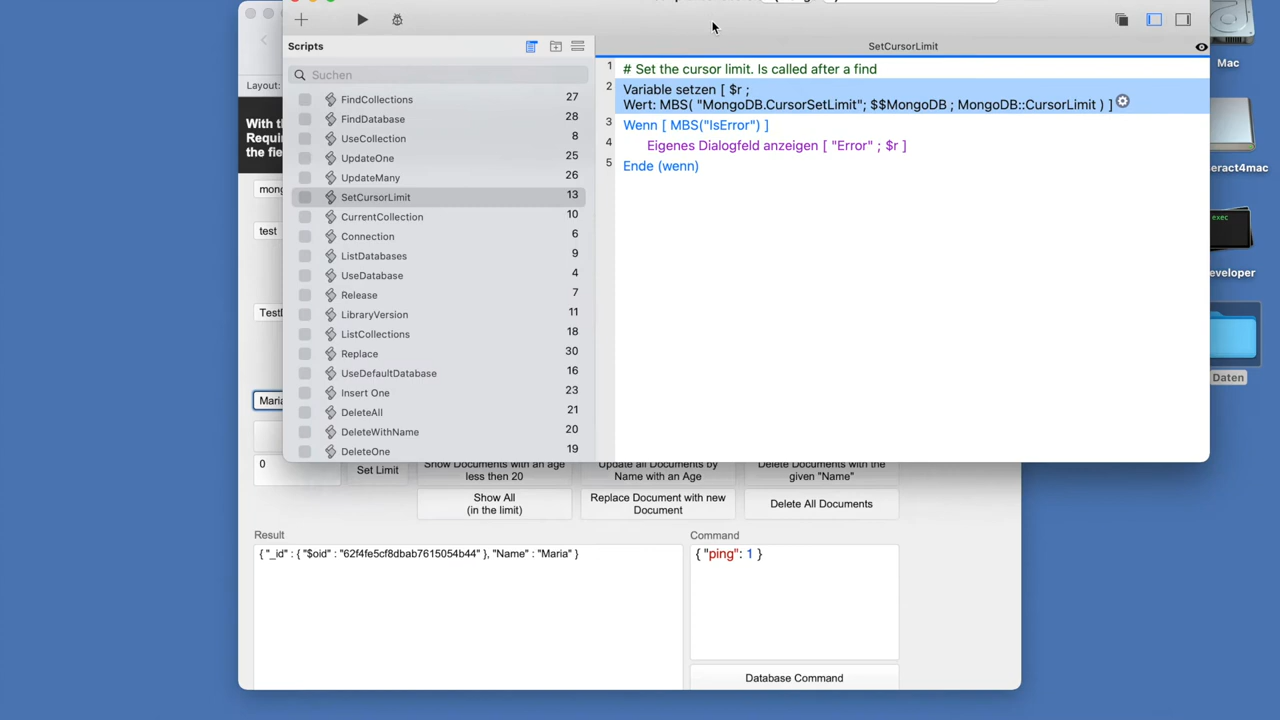 Scripts
SetCursorLimit
Suchen
FindCollections 27
FindDatabase 28
UseCollection 8
UpdateOne 25
UpdateMany 26
SetCursorLimit 13
CurrentCollection 10
Connection 6
ListDatabases 9
UseDatabase 4
Release 7
LibraryVersion 11
ListCollections 18
Replace 30
UseDefaultDatabase 16
Insert One 23
DeleteAll 21
DeleteWithName 20
DeleteOne 19
1 # Set the cursor limit. Is called after a find
2 Variable setzen [ $r ;
Wert: MBS( "MongoDB.CursorSetLimit"; $$MongoDB ; MongoDB::CursorLimit ) ]
3 Wenn [ MBS("IsError") ]
4 Eigenes Dialogfeld anzeigen [ "Error" ; $r ]
5 Ende (wenn)
Layout:
With th
Requi
the fie
mong
test
TestD
Maria
0
Set Limit
Show Documents with an age
less then 20
Update all Documents by
Name with an Age
Delete Documents with the
given "Name"
Show All
(in the limit)
Replace Document with new
Document
Delete All Documents
Result
{ "_id" : { "$oid" : "62f4fe5cf8dbab7615054b44" }, "Name" : "Maria" }
Command
{ "ping": 1 }
Database Command
Mac
eract4mac
exec
eveloper
Daten